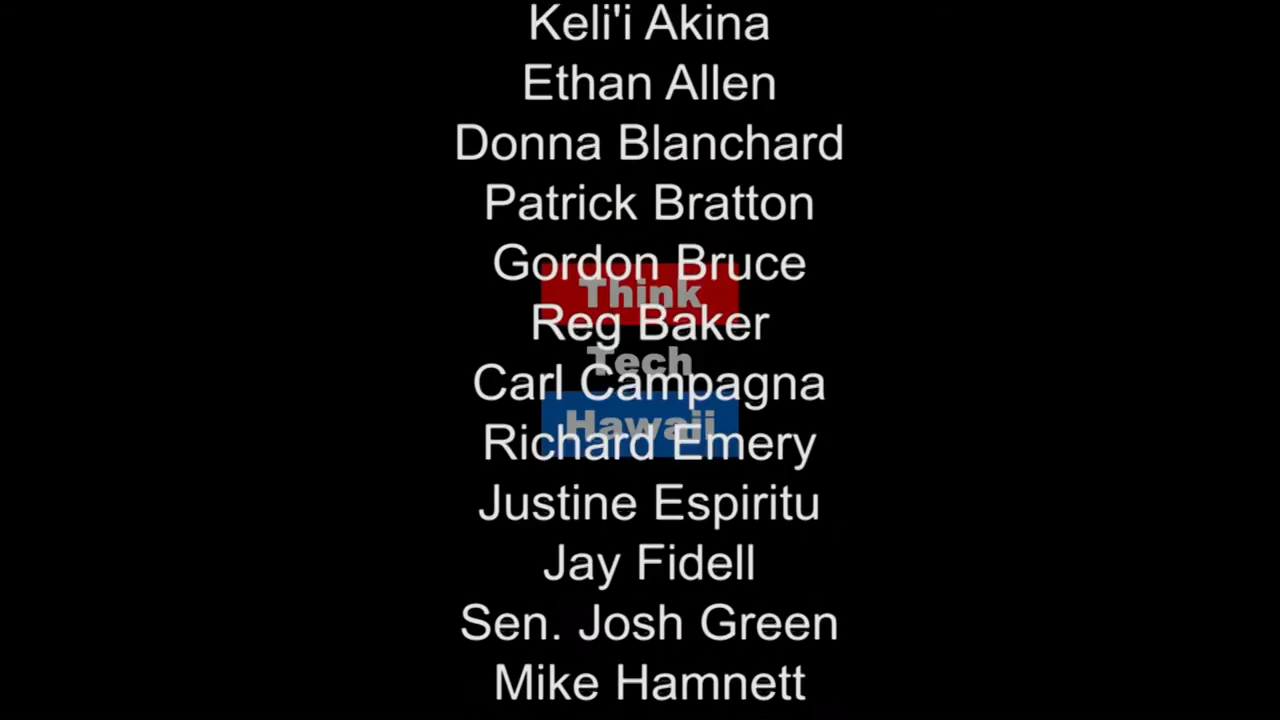 Keli'i Akina
Ethan Allen
Donna Blanchard
Patrick Bratton
Gordon Bruce
Think
Reg Baker
Tech
Carl Campagna
Hawaii
Richard Emery
Justine Espiritu
Jay Fidell
Sen. Josh Green
Mike Hamnett